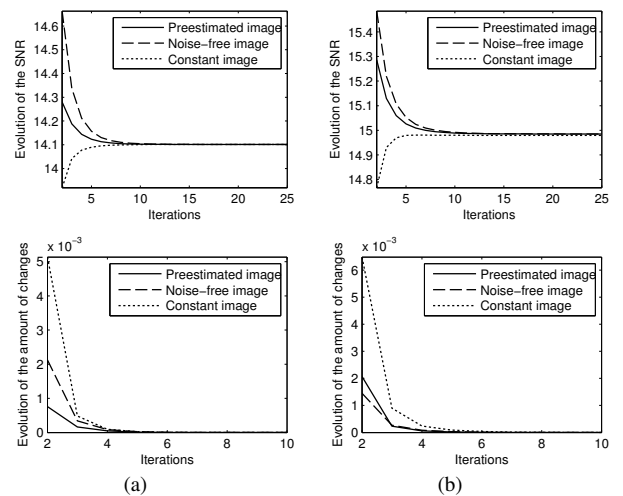 Evolution of the SNR
14.6
14.5
14.4
14.3
14.2
14.1
14
Preestimated image
Noise−free image
Constant image
5 10 15 20 25
Iterations
Evolution of the SNR
15.4
15.3
15.2
15.1
15
14.9
14.8
Preestimated image
Noise−free image
Constant image
5 10 15 20 25
Iterations
Evolution of the amount of changes
x 10−3
5
4
3
2
1
0
Preestimated image
Noise−free image
Constant image
2 4 6 8 10
Iterations
(a)
Evolution of the amount of changes
x 10−3
6
5
4
3
2
1
0
Preestimated image
Noise−free image
Constant image
2 4 6 8 10
Iterations
(b)